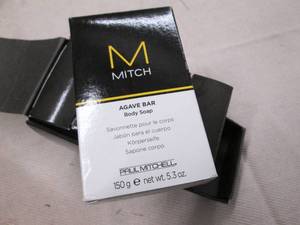 M
MITCH
AGAVE BAR
Body Soap
Savonnette pour le corps
Jabón para el cuerpo
Körperseife
Sapone corpo
PAUL MITCHELL
150 g e net wt. 5.3 oz.